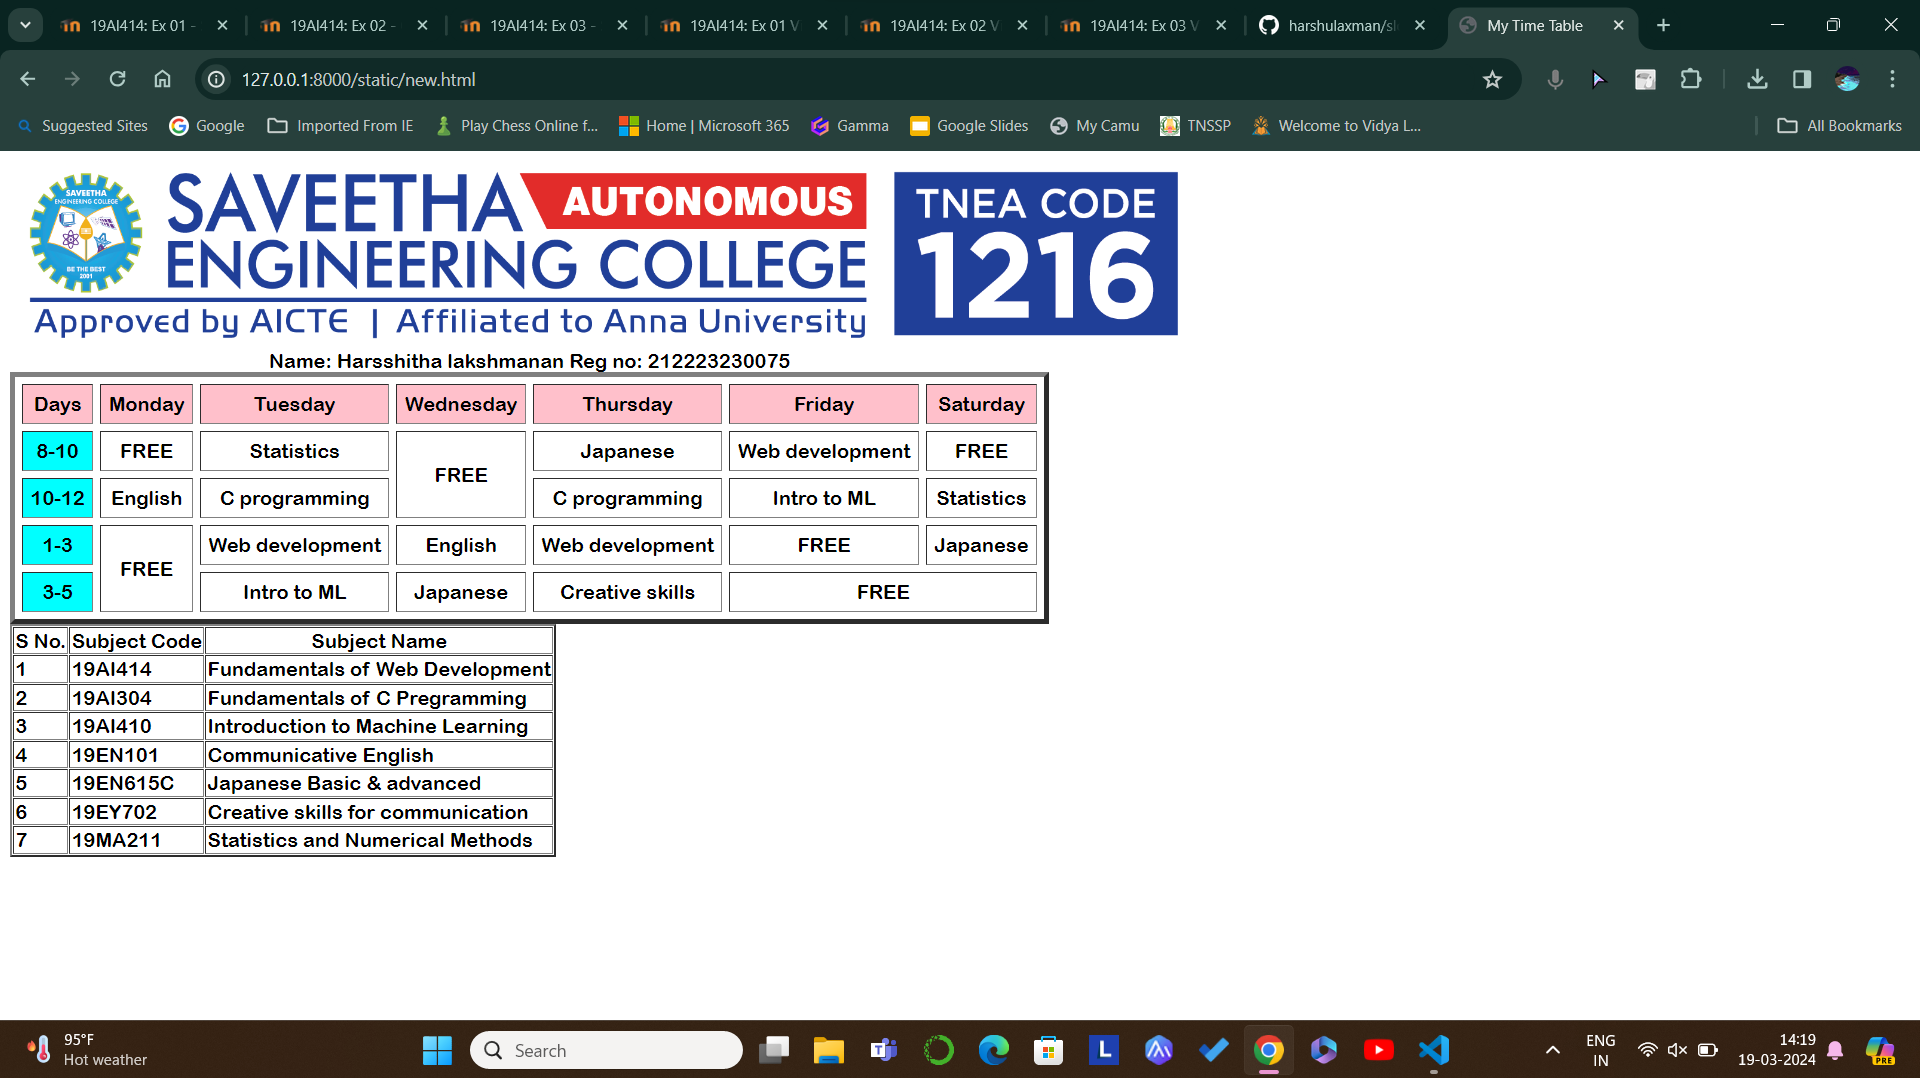 19AI414: Ex 01 - 19AI414: Ex 02 - 19AI414: Ex 03 - 19AI414: Ex 01 V 19AI414: Ex 02 V 19AI414: Ex 03 V harshulaxman/sl My Time Table
127.0.0.1:8000/static/new.html
Suggested Sites Google Imported From IE Play Chess Online f... Home | Microsoft 365 Gamma Google Slides My Camu TNSSP Welcome to Vidya L... All Bookmarks
SAVEETHA
ENGINEERING COLLEGE
BE THE BEST
2001
SAVEETHA AUTONOMOUS
ENGINEERING COLLEGE
Approved by AICTE | Affiliated to Anna University
TNEA CODE
1216
Name: Harsshitha lakshmanan Reg no: 212223230075
Days Monday Tuesday Wednesday Thursday Friday Saturday
8-10 FREE Statistics FREE Japanese Web development FREE
10-12 English C programming C programming Intro to ML Statistics
1-3 FREE Web development English Web development FREE Japanese
3-5 Intro to ML Japanese Creative skills FREE
S No. Subject Code Subject Name
1 19AI414 Fundamentals of Web Development
2 19AI304 Fundamentals of C Pregramming
3 19AI410 Introduction to Machine Learning
4 19EN101 Communicative English
5 19EN615C Japanese Basic & advanced
6 19EY702 Creative skills for communication
7 19MA211 Statistics and Numerical Methods
95°F
Hot weather
Search
L
ENG
IN
14:19
19-03-2024
PRE